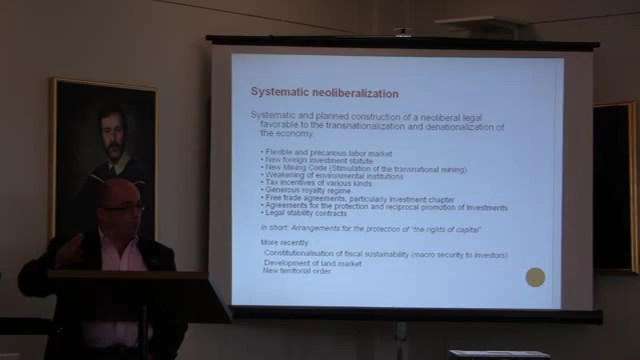 Systematic neoliberalization
Systematic and planned construction of a neoliberal legal
favorable to the transnationalization and denationalization of
the economy.
• Flexible and precarious labor market
• New foreign investment statute
• New Mining Code (Stimulation of the transnational mining)
• Weakening of environmental institutions
• Tax incentives of various kinds
• Generous royalty regime
• Free trade agreements, particularly investment chapter
• Agreements for the protection and reciprocal promotion of investments
• Legal stability contracts
In short: Arrangements for the protection of "the rights of capital"
More recently:
Constitutionalisation of fiscal sustainability (macro security to investors)
Development of land market
New territorial order